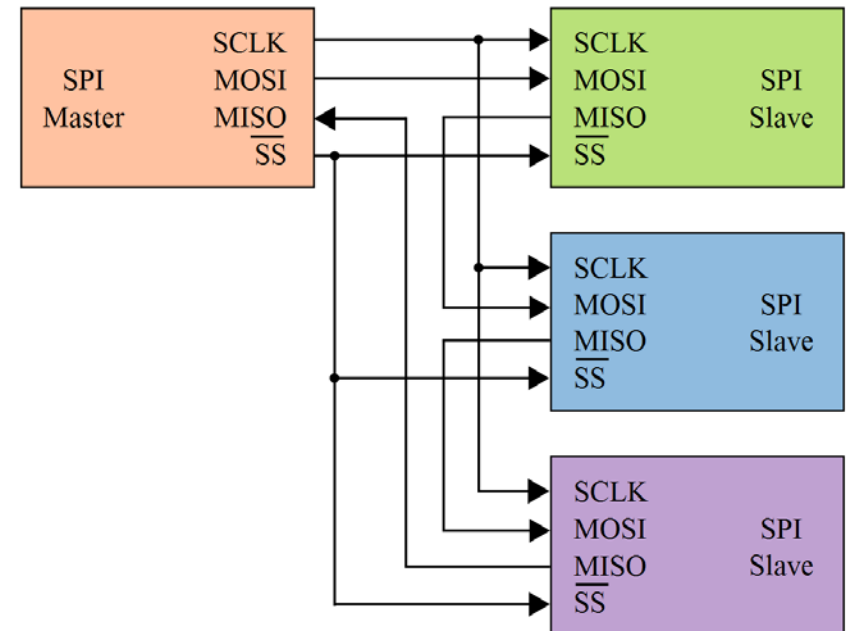 SCLK
MOSI
MISO
SS
SPI
Master
SCLK
MOSI
MISO
SS
SPI
Slave
SCLK
MOSI
MISO
SS
SPI
Slave
SCLK
MOSI
MISO
SS
SPI
Slave